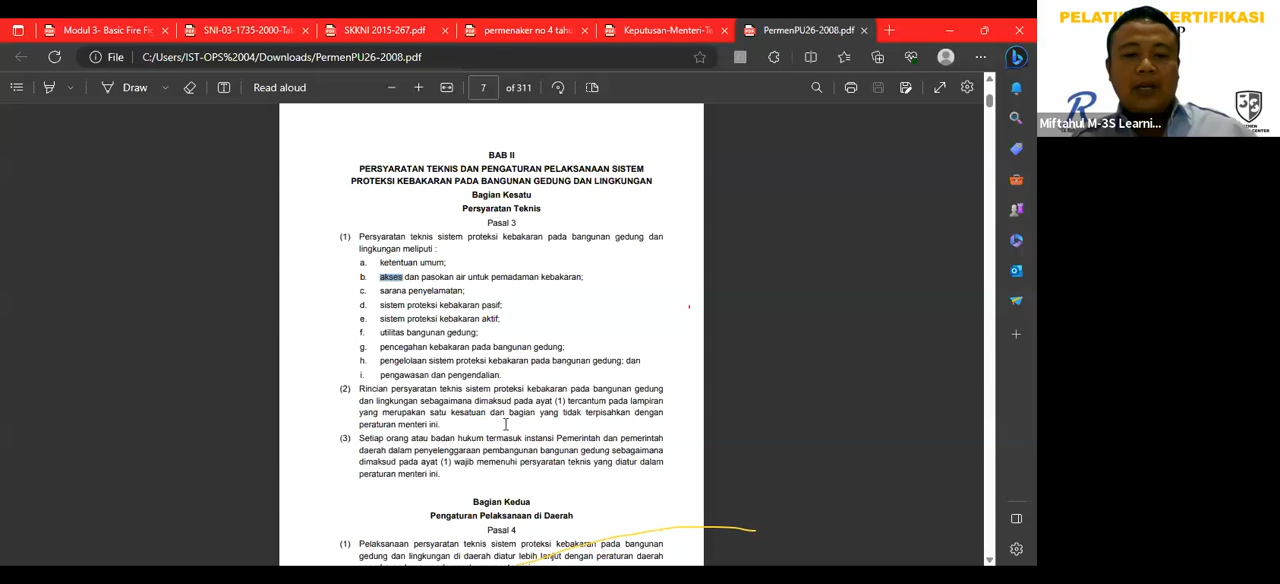 Modul 3- Basic Fire Fig
SNI-03-1735-2000-Tat
SKKNI 2015-267.pdf
permenaker no 4 tahun
Keputusan-Menteri-Te
PermenPU26-2008.pdf
File
C:/Users/IST-OPS%2004/Downloads/PermenPU26-2008.pdf
Draw
Read aloud
7
of 311
BAB II
PERSYARATAN TEKNIS DAN PENGATURAN PELAKSANAAN SISTEM
PROTEKSI KEBAKARAN PADA BANGUNAN GEDUNG DAN LINGKUNGAN
Bagian Kesatu
Persyaratan Teknis
Pasal 3
(1) Persyaratan teknis sistem proteksi kebakaran pada bangunan gedung dan
lingkungan meliputi :
a. ketentuan umum;
b. akses dan pasokan air untuk pemadaman kebakaran;
c. sarana penyelamatan;
d. sistem proteksi kebakaran pasif;
e. sistem proteksi kebakaran aktif;
f. utilitas bangunan gedung;
g. pencegahan kebakaran pada bangunan gedung;
h. pengelolaan sistem proteksi kebakaran pada bangunan gedung; dan
i. pengawasan dan pengendalian.
(2) Rincian persyaratan teknis sistem proteksi kebakaran pada bangunan gedung
dan lingkungan sebagaimana dimaksud pada ayat (1) tercantum pada lampiran
yang merupakan satu kesatuan dan bagian yang tidak terpisahkan dengan
peraturan menteri ini.
(3) Setiap orang atau badan hukum termasuk instansi Pemerintah dan pemerintah
daerah dalam penyelenggaraan pembangunan bangunan gedung sebagaimana
dimaksud pada ayat (1) wajib memenuhi persyaratan teknis yang diatur dalam
peraturan menteri ini.
Bagian Kedua
Pengaturan Pelaksanaan di Daerah
Pasal 4
(1) Pelaksanaan persyaratan teknis sistem proteksi kebakaran pada bangunan
gedung dan lingkungan di daerah diatur lebih lanjut dengan peraturan daerah
Miftahul M-3S Learni...